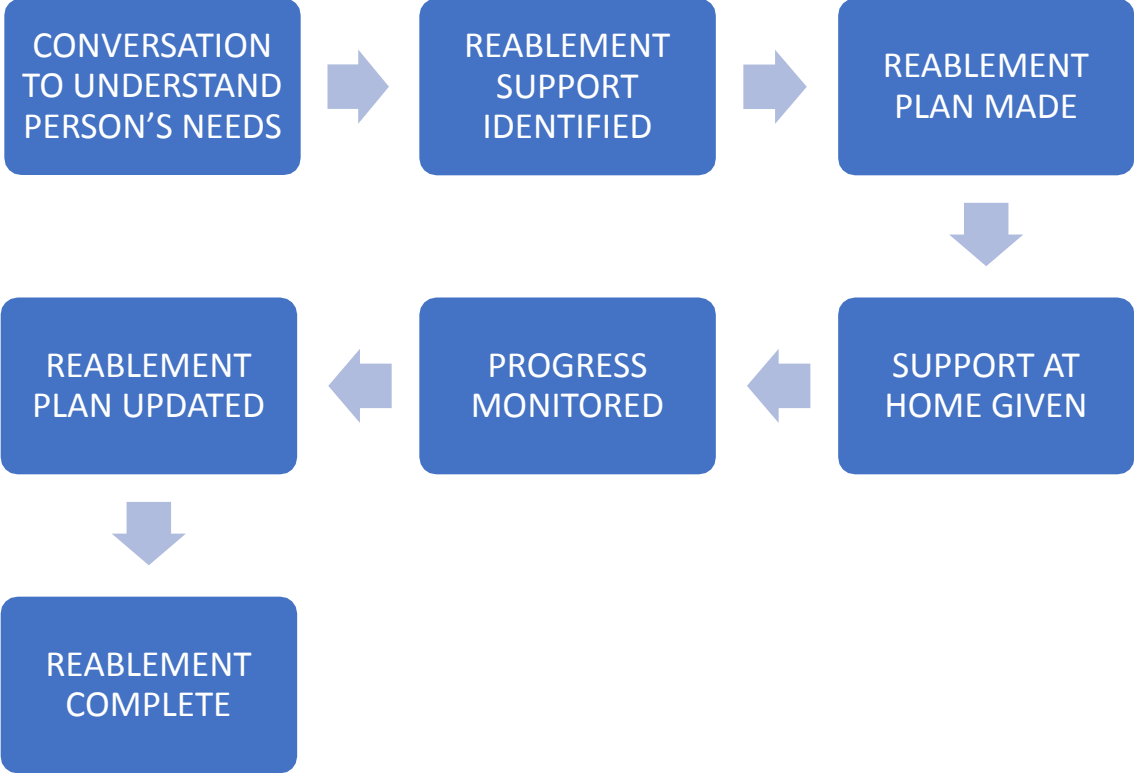 CONVERSATION
TO UNDERSTAND
PERSON’S NEEDS
REABLEMENT
SUPPORT
IDENTIFIED
REABLEMENT
PLAN MADE
SUPPORT AT
HOME GIVEN
PROGRESS
MONITORED
REABLEMENT
PLAN UPDATED
REABLEMENT
COMPLETE